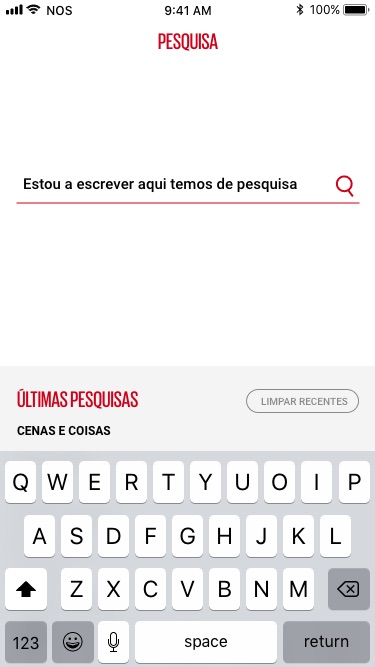 NOS 9:41 AM 100%
PESQUISA
Estou a escrever aqui temos de pesquisa
ÚLTIMAS PESQUISAS LIMPAR RECENTES
CENAS E COISAS
Q W E R T Y U O I P
A S D F G H J K L
Z X C V B N M
123 space return